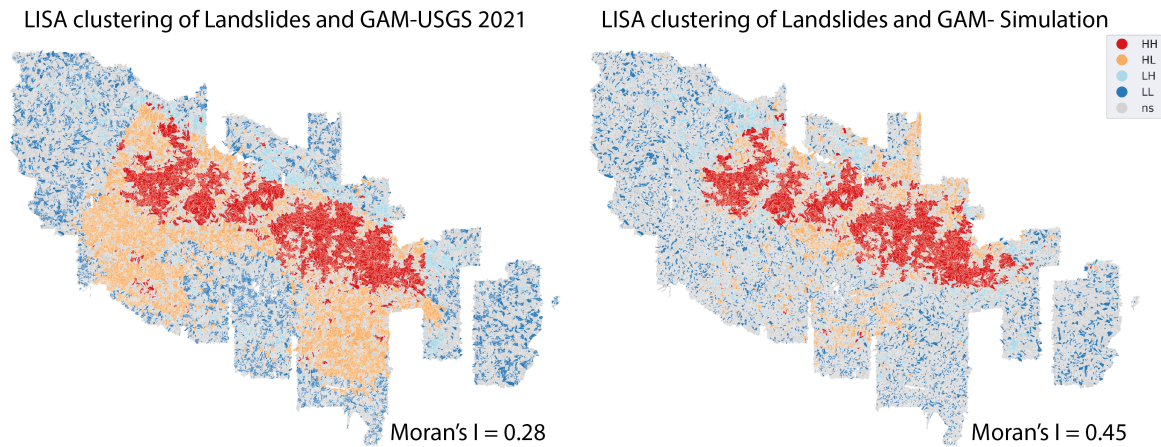 LISA clustering of Landslides and GAM-USGS 2021
LISA clustering of Landslides and GAM- Simulation
HH
HL
LH
LL
ns
Moran's I = 0.28
Moran's I = 0.45